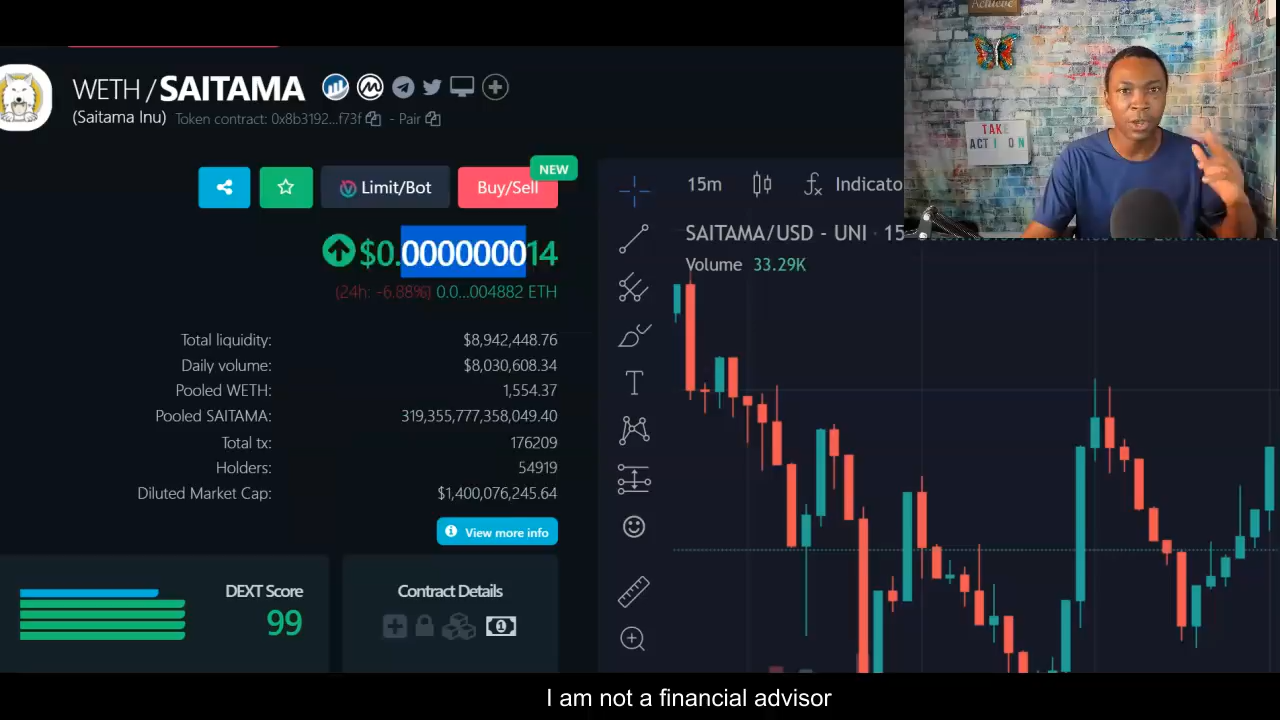 Achieve
WETH / SAITAMA
(Saitama Inu) Token contract: 0x8b3192...f73f - Pair
TAKE
ACTION
NEW
Limit/Bot
Buy/Sell
15m
Indicato
$0.000000014
SAITAMA/USD - UNI · 15
(24h: -6.88%) 0.0...004882 ETH
Volume 33.29K
Total liquidity: $8,942,448.76
Daily volume: $8,030,608.34
Pooled WETH: 1,554.37
Pooled SAITAMA: 319,355,777,358,049.40
Total tx: 176209
Holders: 54919
Diluted Market Cap: $1,400,076,245.64
View more info
DEXT Score
99
Contract Details
I am not a financial advisor